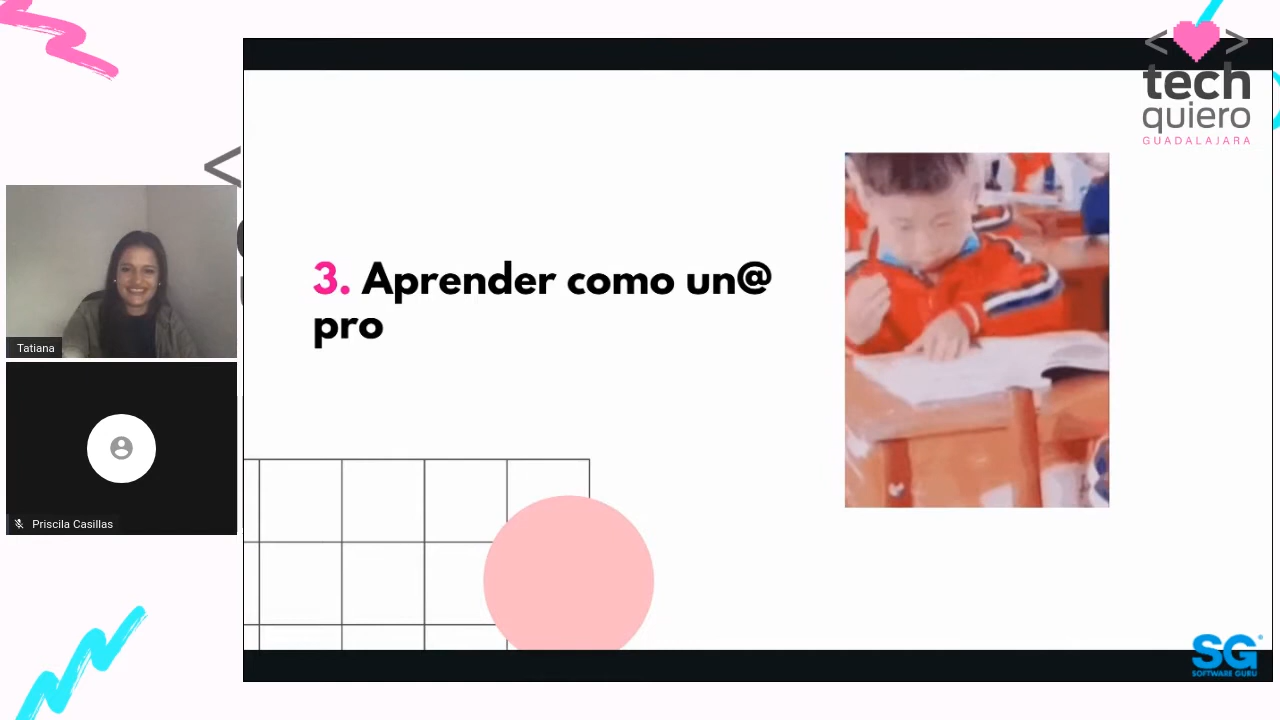 tech
quiero
GUADALAJARA
3. Aprender como un@
pro
Tatiana
Priscila Casillas
SG
SOFTWARE GURU